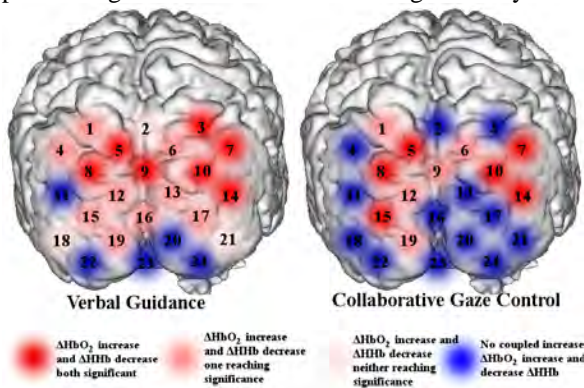 1 2 3
4 5 6 7
8 9 10
11 12 13 14
15 16 17
18 19 20 21
22 23 24
Verbal Guidance
1 2 3
4 5 6 7
8 9 10
11 12 13 14
15 16 17
18 19 20 21
22 23 24
Collaborative Gaze Control
ΔHbO₂ increase
and ΔHHb decrease
both significant
ΔHbO₂ increase
and ΔHHb decrease
one reaching
significance
ΔHbO₂ increase and
ΔHHb decrease
neither reaching
significance
No coupled increase
ΔHbO₂ increase and
decrease ΔHHb